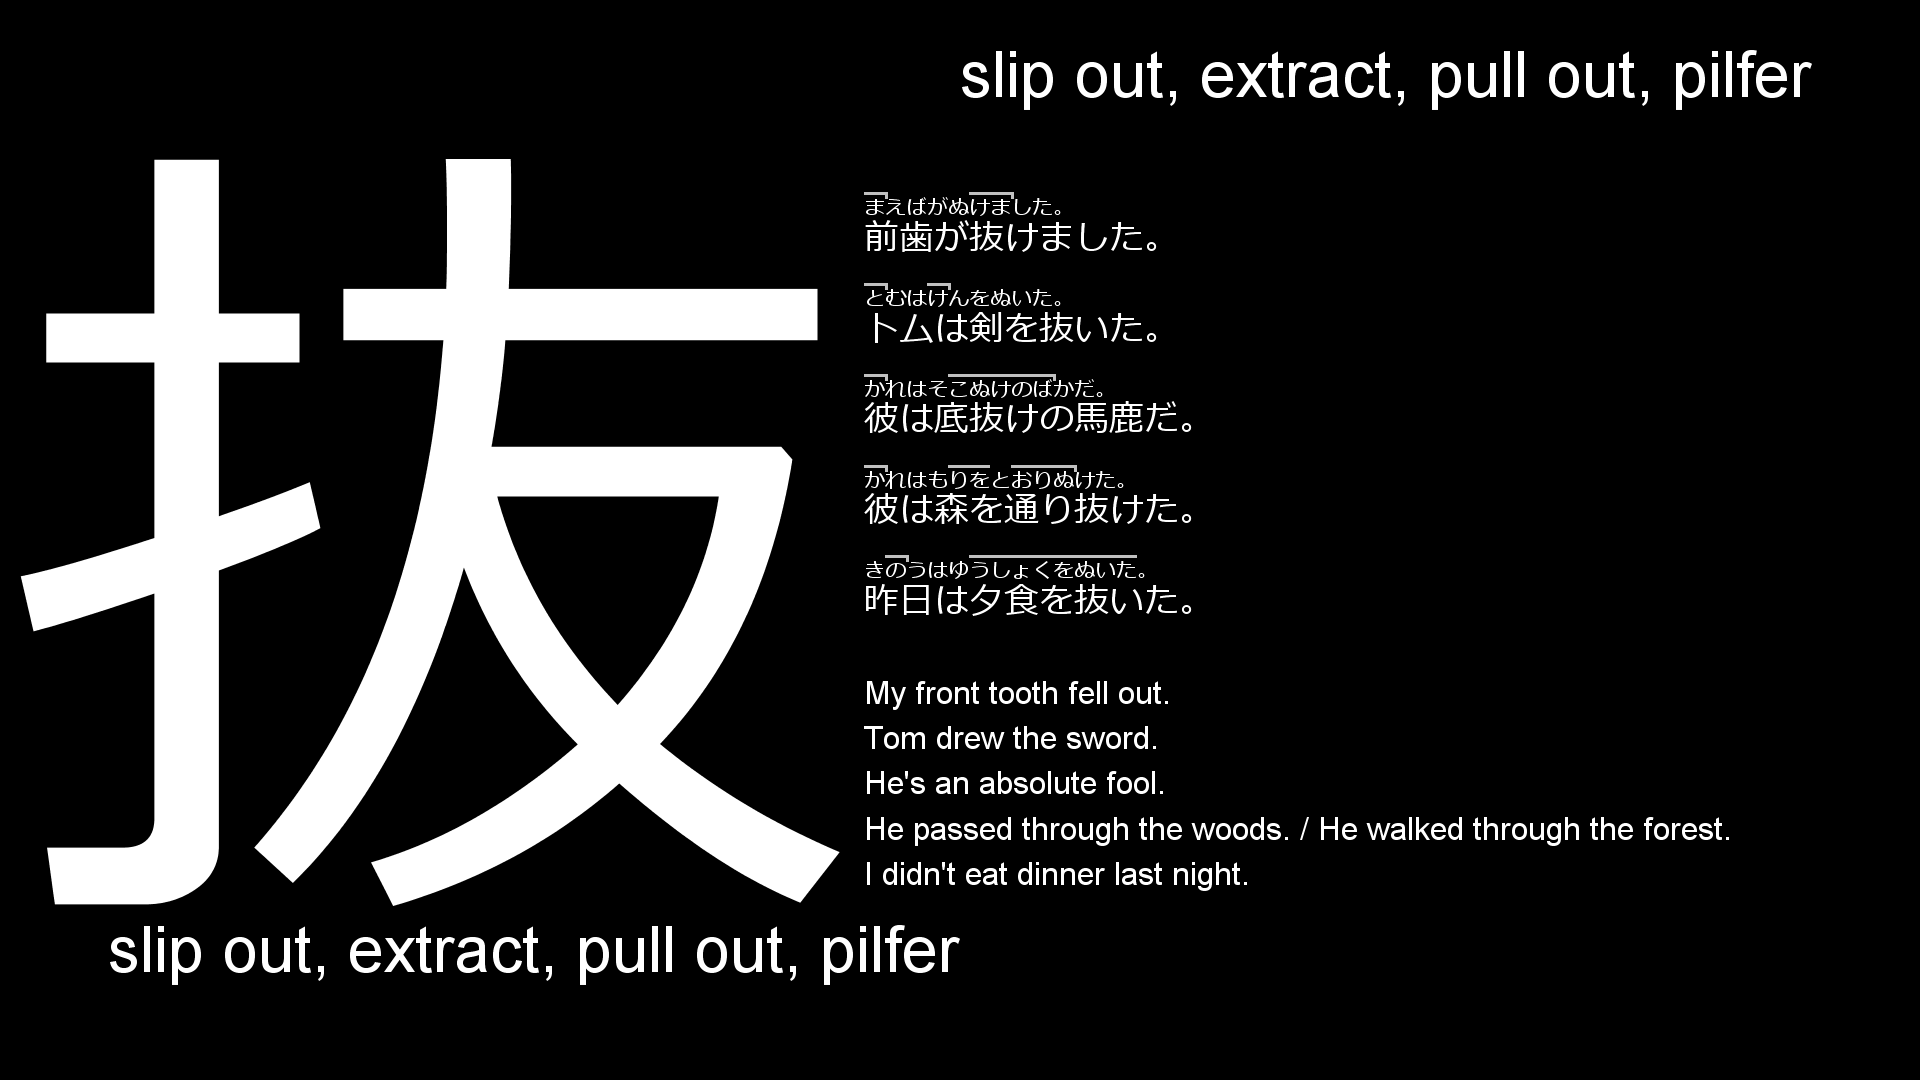 slip out, extract, pull out, pilfer
抜
まえばがぬけました。
前歯が抜けました。
とむはけんをぬいた。
トムは剣を抜いた。
かれはそこぬけのばかだ。
彼は底抜けの馬鹿だ。
かれはもりをとおりぬけた。
彼は森を通り抜けた。
きのうはゆうしょくをぬいた。
昨日は夕食を抜いた。
My front tooth fell out.
Tom drew the sword.
He's an absolute fool.
He passed through the woods. / He walked through the forest.
I didn't eat dinner last night.
slip out, extract, pull out, pilfer